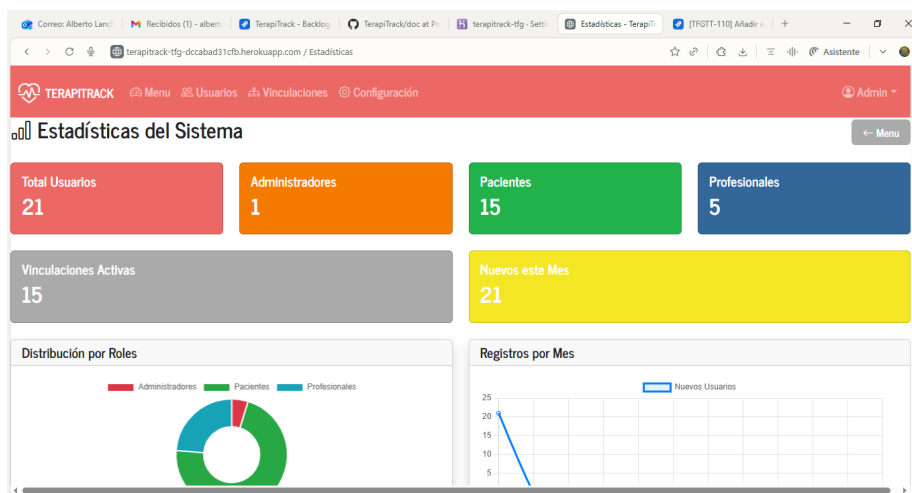 Correo: Alberto Lanch
Recibidos (1) - albert
TerapiTrack - Backlog
TerapiTrack/doc at Pr
terapitrack-tfg · Setti
Estadísticas - TerapiTr
[TFGTT-110] Añadir e
terapitrack-tfg-dccabad31cfb.herokuapp.com / Estadísticas
Asistente
TERAPITRACK Menu Usuarios Vinculaciones Configuración Admin
Estadísticas del Sistema
← Menu
Total Usuarios
21
Administradores
1
Pacientes
15
Profesionales
5
Vinculaciones Activas
15
Nuevos este Mes
21
Distribución por Roles
Administradores Pacientes Profesionales
Registros por Mes
Nuevos Usuarios
25
20
15
10
5